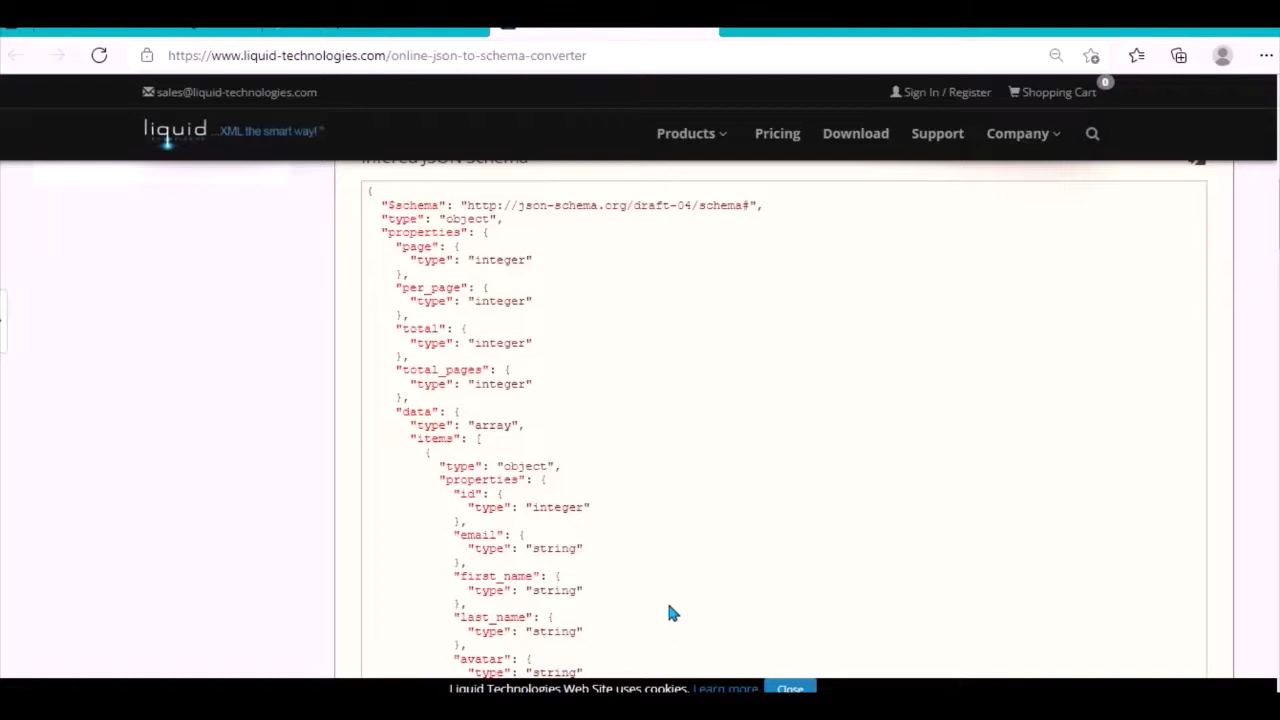 https://www.liquid-technologies.com/online-json-to-schema-converter
sales@liquid-technologies.com
Sign In / Register
Shopping Cart
0
liquid
...XML the smart way!
Products
Pricing
Download
Support
Company
Infered JSON Schema
{
"$schema": "http://json-schema.org/draft-04/schema#",
"type": "object",
"properties": {
"page": {
"type": "integer"
},
"per_page": {
"type": "integer"
},
"total": {
"type": "integer"
},
"total_pages": {
"type": "integer"
},
"data": {
"type": "array",
"items": [
{
"type": "object",
"properties": {
"id": {
"type": "integer"
},
"email": {
"type": "string"
},
"first_name": {
"type": "string"
},
"last_name": {
"type": "string"
},
"avatar": {
"type": "string"
Liquid Technologies Web Site uses cookies. Learn more. Close